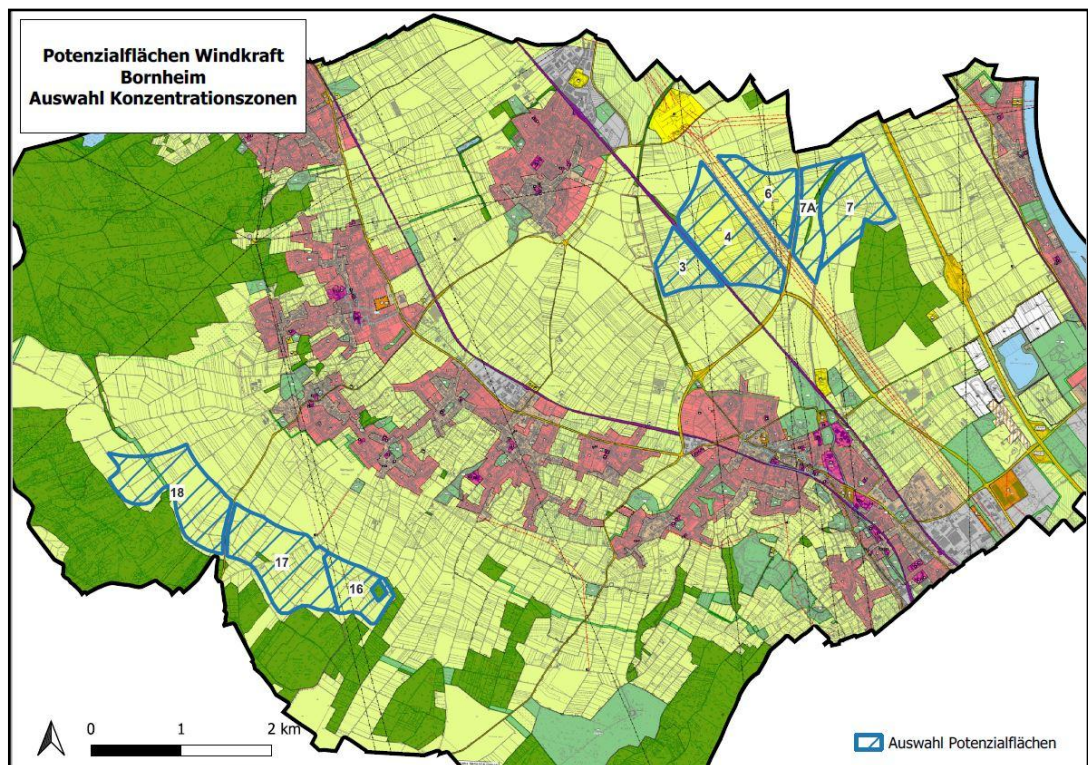 Potenzialflächen Windkraft
Bornheim
Auswahl Konzentrationszonen
6
7A
7
4
3
18
17
16
0 1 2 km
Auswahl Potenzialflächen